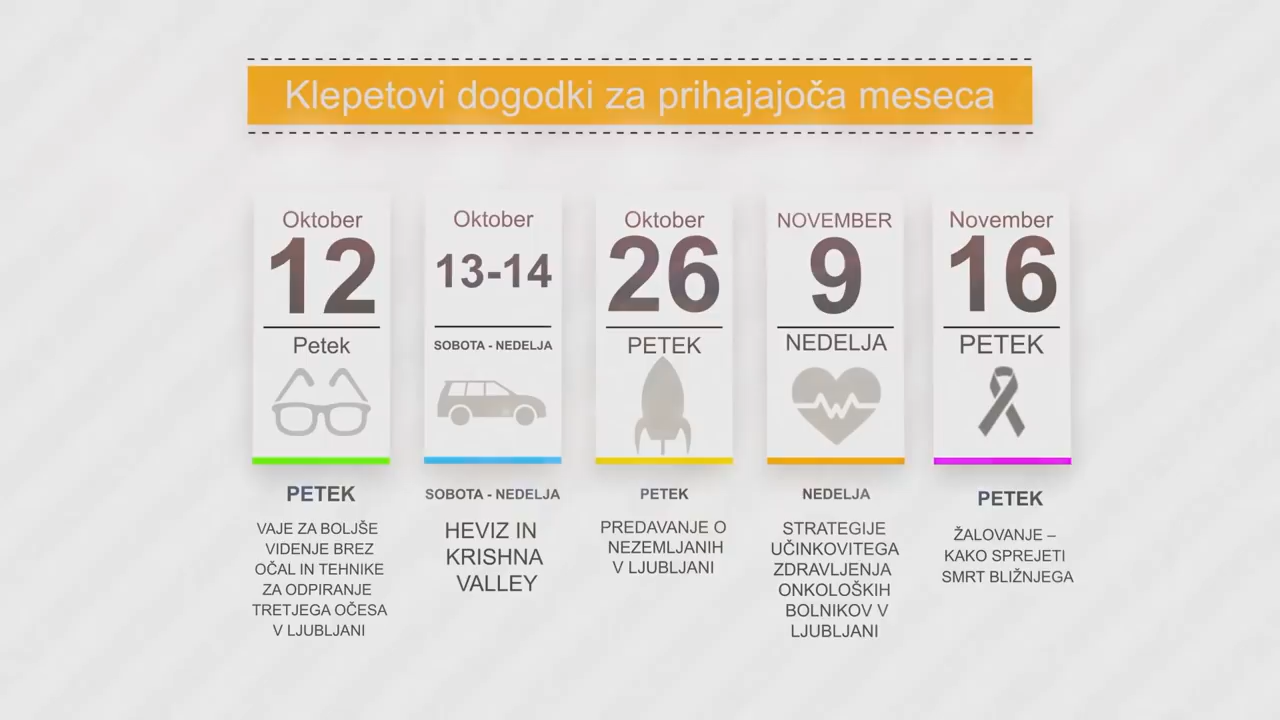 Klepetovi dogodki za prihajajoča meseca
Oktober
12
Petek
PETEK
VAJE ZA BOLJŠE
VIDENJE BREZ
OČAL IN TEHNIKE
ZA ODPIRANJE
TRETJEGA OČESA
V LJUBLJANI
Oktober
13-14
SOBOTA - NEDELJA
SOBOTA - NEDELJA
HEVIZ IN
KRISHNA
VALLEY
Oktober
26
PETEK
PETEK
PREDAVANJE O
NEZEMLJANIH
V LJUBLJANI
NOVEMBER
9
NEDELJA
NEDELJA
STRATEGIJE
UČINKOVITEGA
ZDRAVLJENJA
ONKOLOŠKIH
BOLNIKOV V
LJUBLJANI
November
16
PETEK
PETEK
ŽALOVANJE –
KAKO SPREJETI
SMRT BLIŽNJEGA